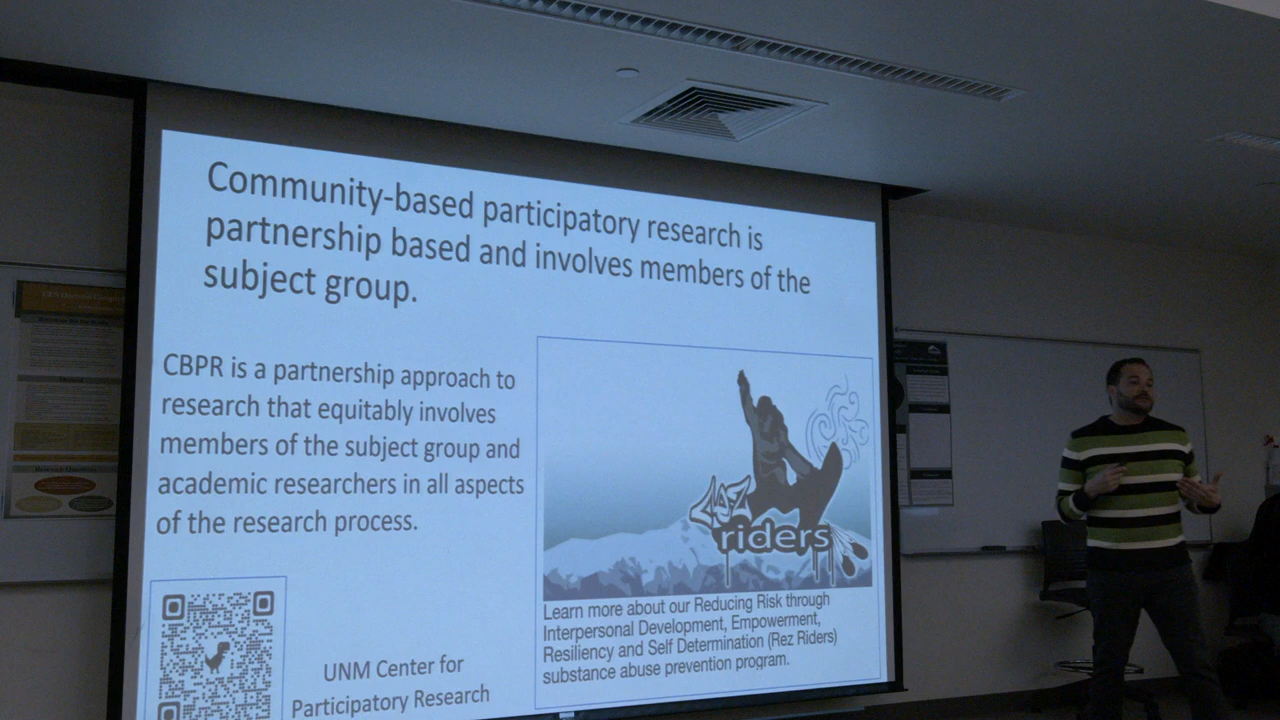 Community-based participatory research is
partnership based and involves members of the
subject group.
CBPR is a partnership approach to
research that equitably involves
members of the subject group and
academic researchers in all aspects
of the research process.
UNM Center for
Participatory Research
rez
riders
Learn more about our Reducing Risk through
Interpersonal Development, Empowerment,
Resiliency and Self Determination (Rez Riders)
substance abuse prevention program.